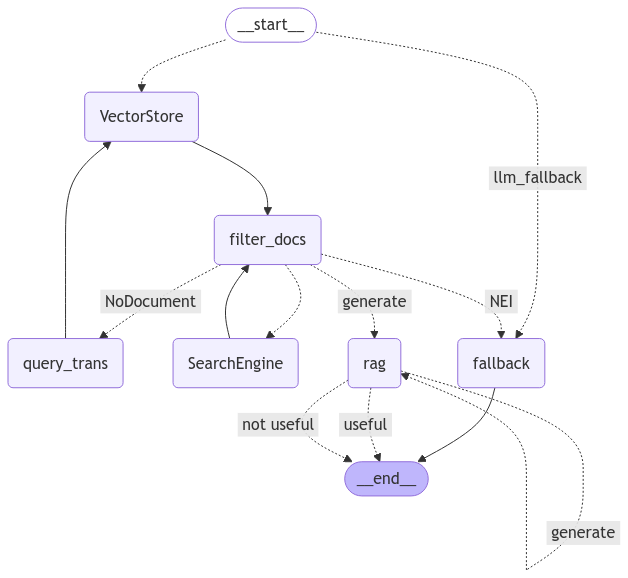 __start__
VectorStore
llm_fallback
filter_docs
NoDocument
generate
NEI
query_trans
SearchEngine
rag
fallback
not useful
useful
__end__
generate